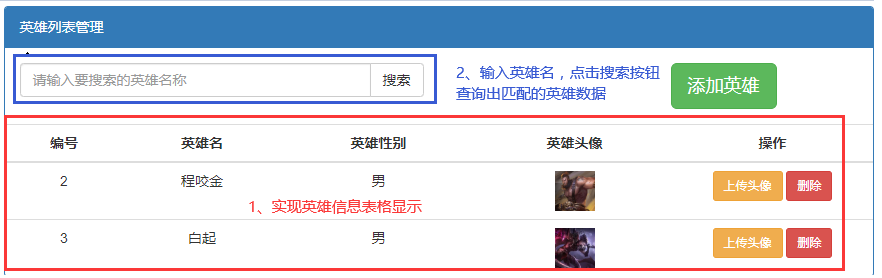 英雄列表管理
请输入要搜索的英雄名称 搜索
2、输入英雄名，点击搜索按钮
查询出匹配的英雄数据
添加英雄
编号 英雄名 英雄性别 英雄头像 操作
2 程咬金 男 上传头像 删除
1、实现英雄信息表格显示
3 白起 男 上传头像 删除